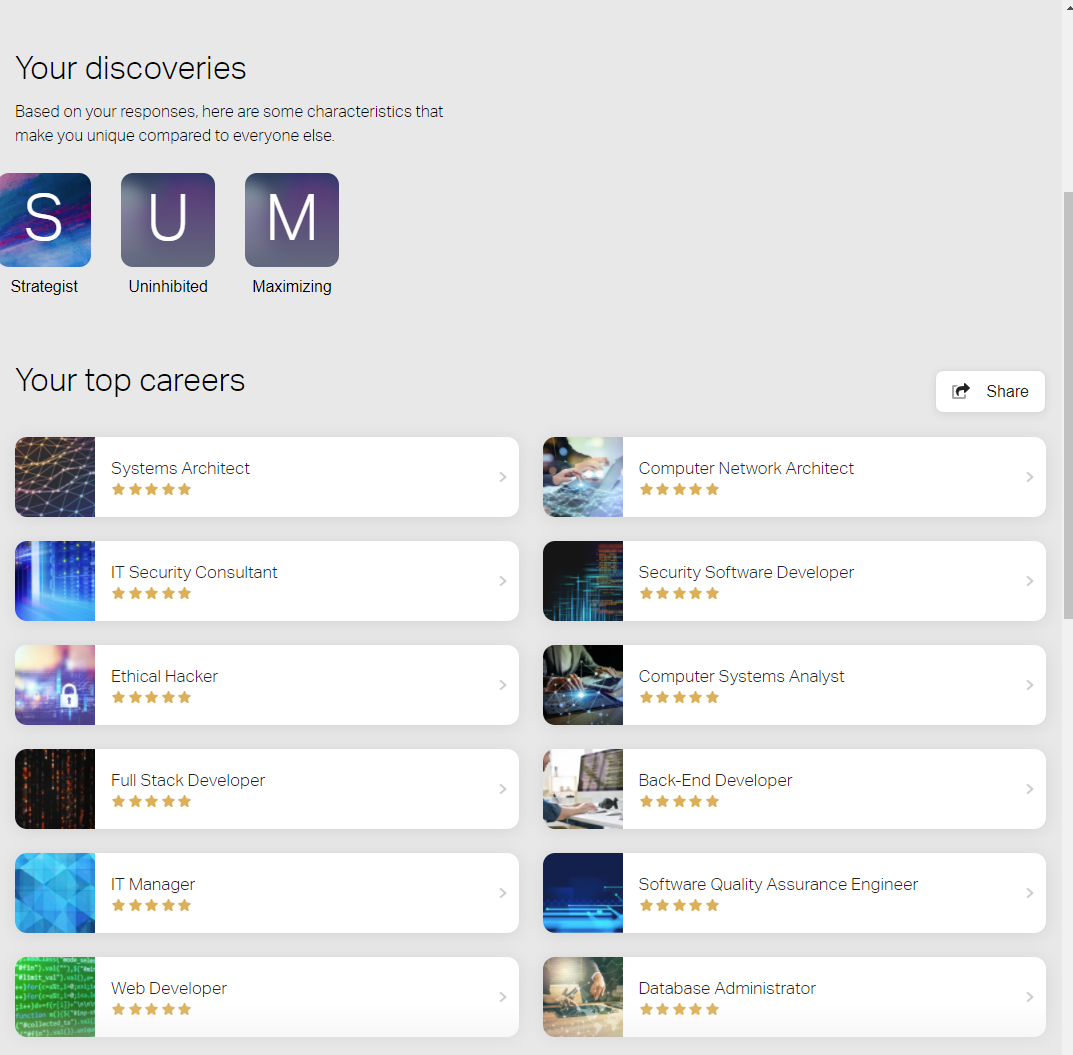 Your discoveries
Based on your responses, here are some characteristics that
make you unique compared to everyone else.
S U M
Strategist Uninhibited Maximizing
Your top careers
Share
Systems Architect
Computer Network Architect
IT Security Consultant
Security Software Developer
Ethical Hacker
Computer Systems Analyst
Full Stack Developer
Back-End Developer
IT Manager
Software Quality Assurance Engineer
Web Developer
Database Administrator